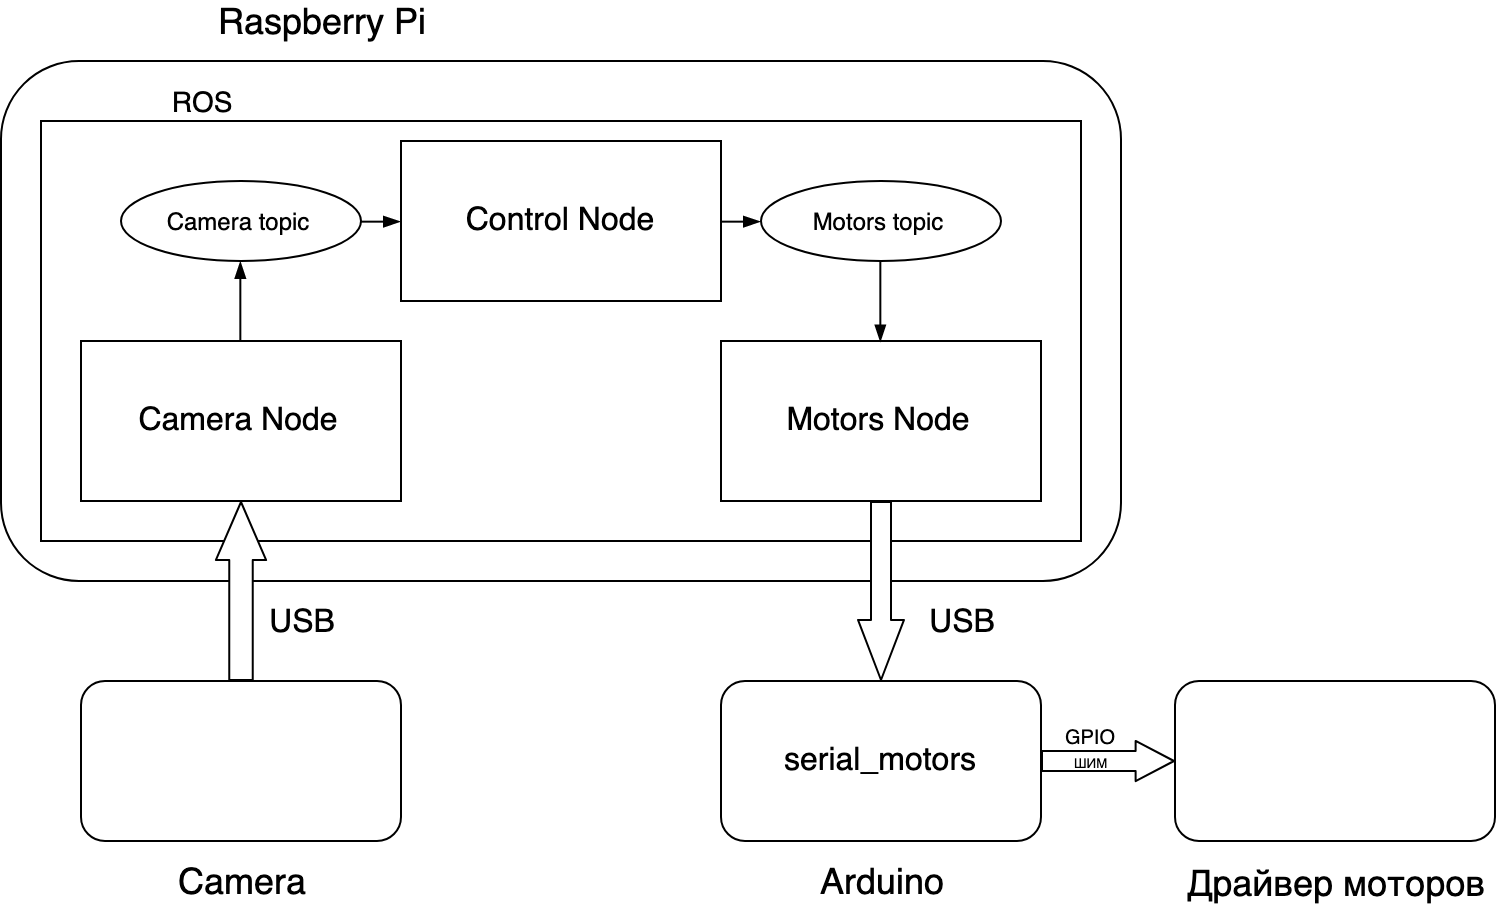 Raspberry Pi
ROS
Camera topic
Control Node
Motors topic
Camera Node
Motors Node
USB
USB
serial_motors
GPIO
ШИМ
Camera
Arduino
Драйвер моторов